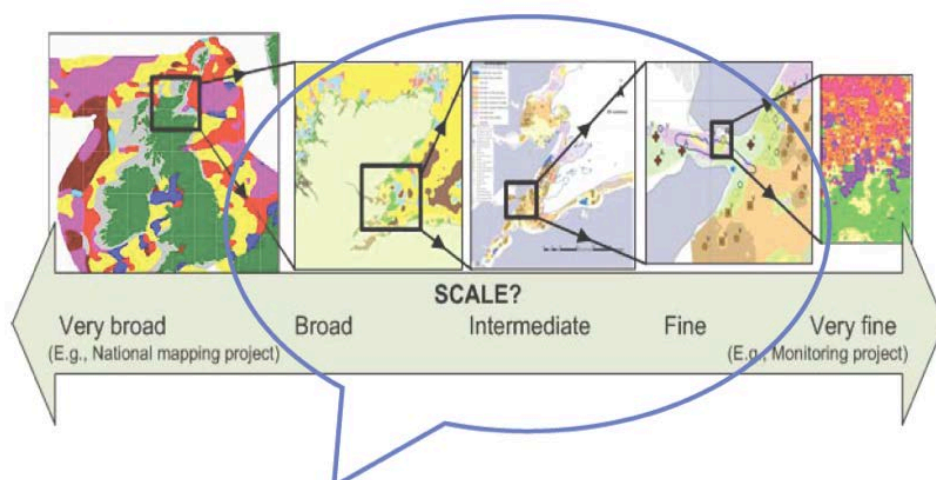 SCALE?
Very broad
(E.g., National mapping project)
Broad
Intermediate
Fine
Very fine
(E.g., Monitoring project)